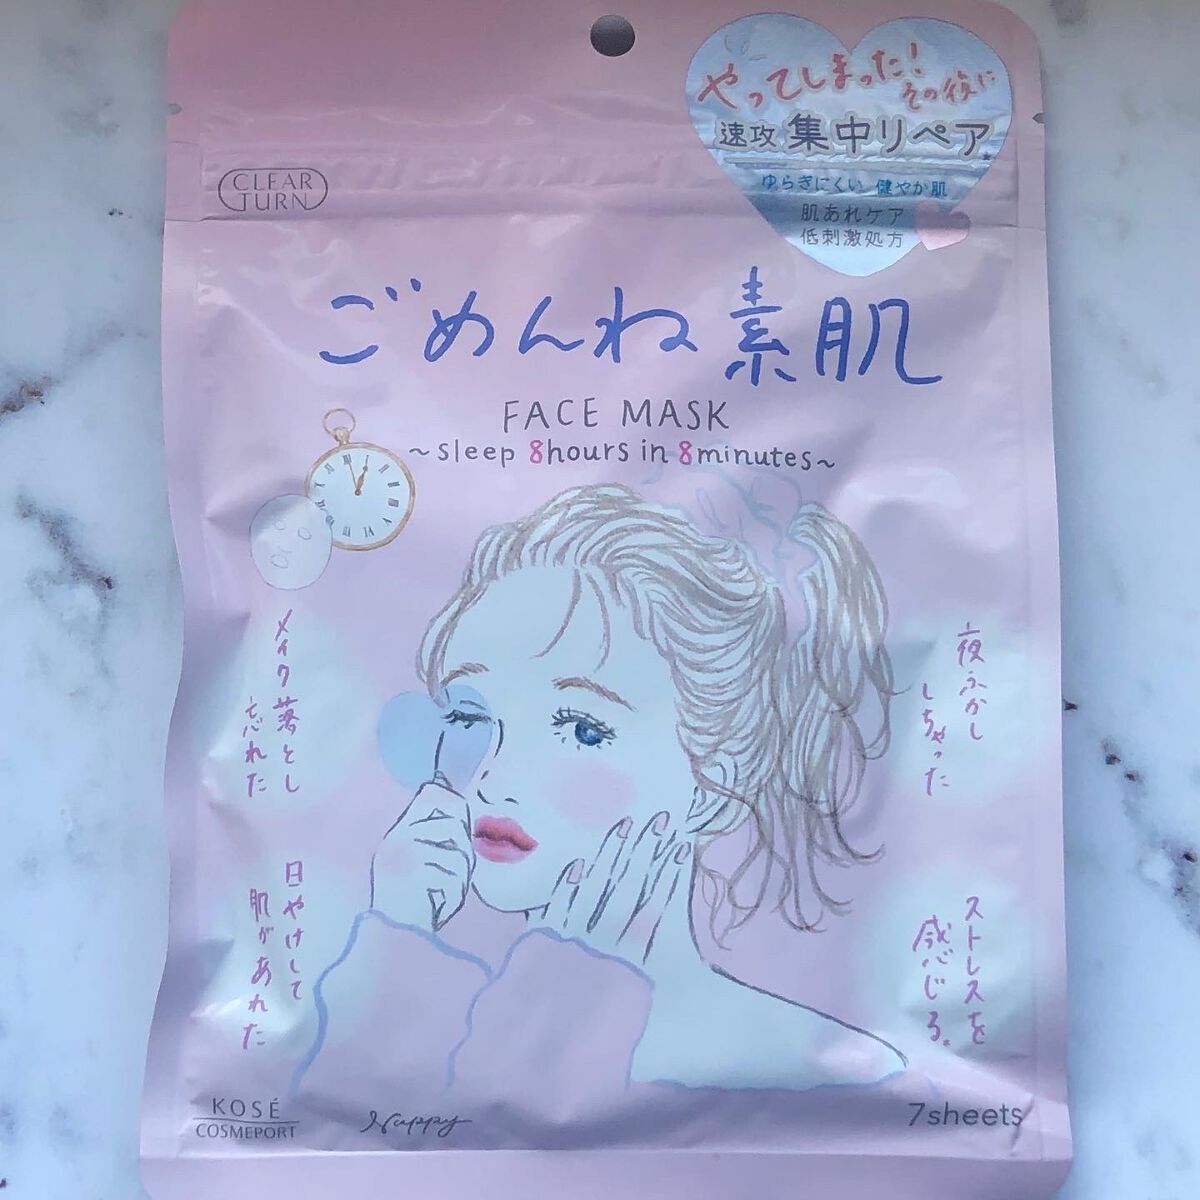 やってしまった!
その後に
速攻 集中リペア*
ゆらぎにくい 健やか肌
肌あれケア
低刺激処方
CLEAR
TURN
ごめんね素肌
FACE MASK
~sleep 8hours in 8minutes~
メイク落とし
忘れた
夜ふかし
しちゃった
日やけして
肌があれた
ストレスを
感じる。
KOSÉ
COSMEPORT
Nuppy
7sheets